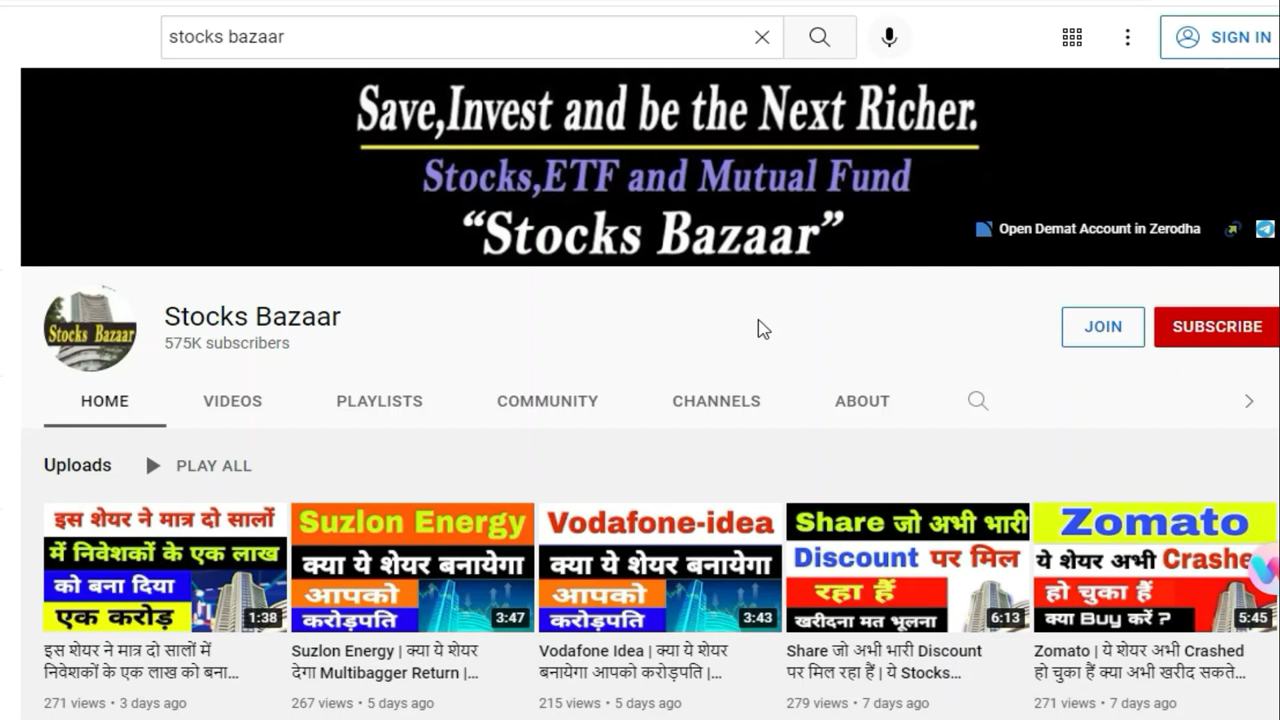 stocks bazaar
SIGN IN
Save,Invest and be the Next Richer.
Stocks,ETF and Mutual Fund
“Stocks Bazaar”
Open Demat Account in Zerodha
Stocks Bazaar
Stocks Bazaar
575K subscribers
JOIN
SUBSCRIBE
HOME VIDEOS PLAYLISTS COMMUNITY CHANNELS ABOUT
Uploads PLAY ALL
इस शेयर ने मात्र दो सालों
में निवेशकों के एक लाख
को बना दिया
एक करोड़
1:38
इस शेयर ने मात्र दो सालों में
निवेशकों के एक लाख को बना...
271 views • 3 days ago
Suzlon Energy
क्या ये शेयर बनायेगा
आपको
करोड़पति
3:47
Suzlon Energy | क्या ये शेयर
देगा Multibagger Return |...
267 views • 5 days ago
Vodafone-idea
क्या ये शेयर बनायेगा
आपको
करोड़पति
3:43
Vodafone Idea | क्या ये शेयर
बनायेगा आपको करोड़पति |...
215 views • 5 days ago
Share जो अभी भारी
Discount पर मिल
रहा हैं
खरीदना मत भूलना
6:13
Share जो अभी भारी Discount
पर मिल रहा हैं | ये Stocks...
279 views • 7 days ago
Zomato
ये शेयर अभी Crashe
हो चुका हैं
क्या Buy करें ?
5:45
Zomato | ये शेयर अभी Crashed
हो चुका हैं क्या अभी खरीद सकते...
271 views • 7 days ago